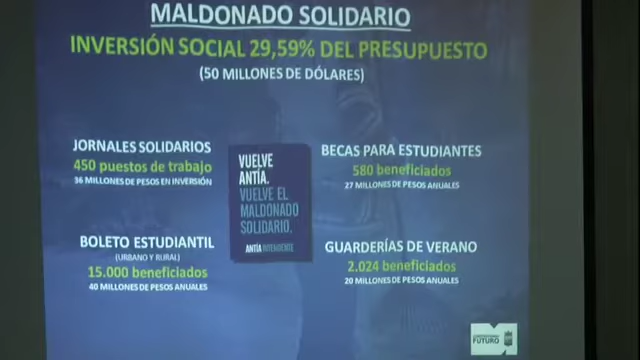 MALDONADO SOLIDARIO
INVERSIÓN SOCIAL 29,59% DEL PRESUPUESTO
(50 MILLONES DE DÓLARES)
JORNALES SOLIDARIOS
450 puestos de trabajo
36 MILLONES DE PESOS EN INVERSIÓN
BOLETO ESTUDIANTIL
(URBANO Y RURAL)
15.000 beneficiados
40 MILLONES DE PESOS ANUALES
VUELVE
ANTÍA.
VUELVE EL
MALDONADO
SOLIDARIO.
ANTÍA INTENDENTE
BECAS PARA ESTUDIANTES
580 beneficiados
27 MILLONES DE PESOS ANUALES
GUARDERÍAS DE VERANO
2.024 beneficiados
20 MILLONES DE PESOS ANUALES
FUTURO